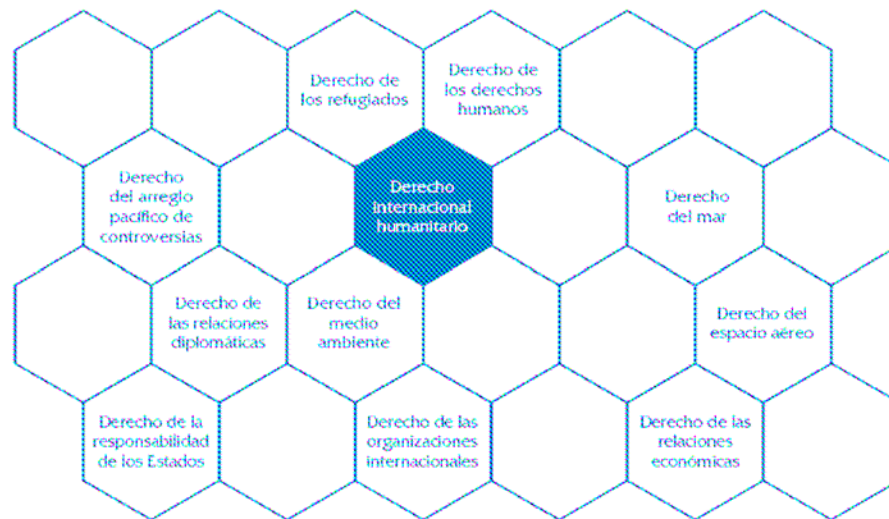 Derecho de
los refugiados
Derecho de
los derechos
humanos
Derecho
del arreglo
pacífico de
controversias
Derecho
internacional
humanitario
Derecho
del mar
Derecho de
las relaciones
diplomáticas
Derecho del
medio
ambiente
Derecho del
espacio aéreo
Derecho de la
responsabilidad
de los Estados
Derecho de las
organizaciones
internacionales
Derecho de las
relaciones
económicas